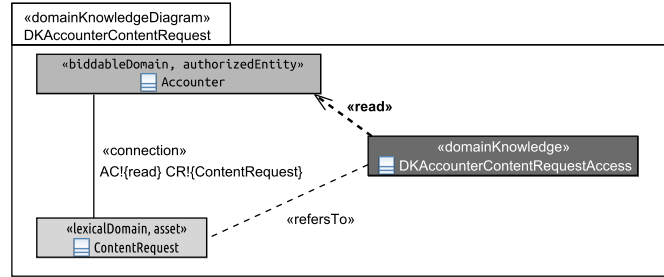 «domainKnowledgeDiagram»
DKAccounterContentRequest
«biddableDomain, authorizedEntity»
Accounter
«read»
«connection»
AC!{read} CR!{ContentRequest}
«domainKnowledge»
DKAccounterContentRequestAccess
«refersTo»
«lexicalDomain, asset»
ContentRequest